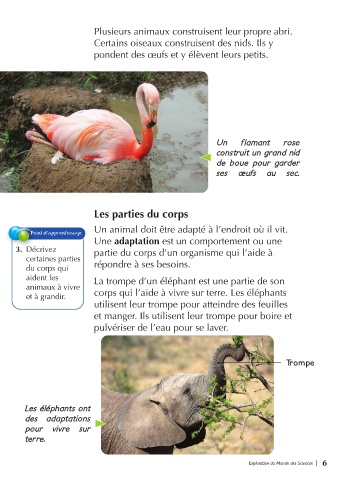 Plusieurs animaux construisent leur propre abri.
Certains oiseaux construisent des nids. Ils y
pondent des œufs et y élèvent leurs petits.
Un flamant rose
construit un grand nid
de boue pour garder
ses œufs au sec.
Les parties du corps
Point d'apprentissage
3. Décrivez
certaines parties
du corps qui
aident les
animaux à vivre
et à grandir.
Un animal doit être adapté à l'endroit où il vit.
Une adaptation est un comportement ou une
partie du corps d'un organisme qui l'aide à
répondre à ses besoins.
La trompe d'un éléphant est une partie de son
corps qui l'aide à vivre sur terre. Les éléphants
utilisent leur trompe pour atteindre des feuilles
et manger. Ils utilisent leur trompe pour boire et
pulvériser de l'eau pour se laver.
Trompe
Les éléphants ont
des adaptations
pour vivre sur
terre.
Exploration du Monde des Sciences | 6